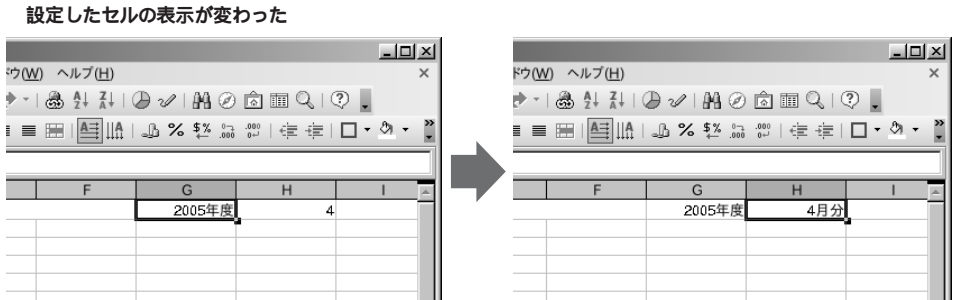 設定したセルの表示が変わった
ドウ(W) ヘルプ(H)
F G H I
2005年度 4
ドウ(W) ヘルプ(H)
F G H I
2005年度 4月分